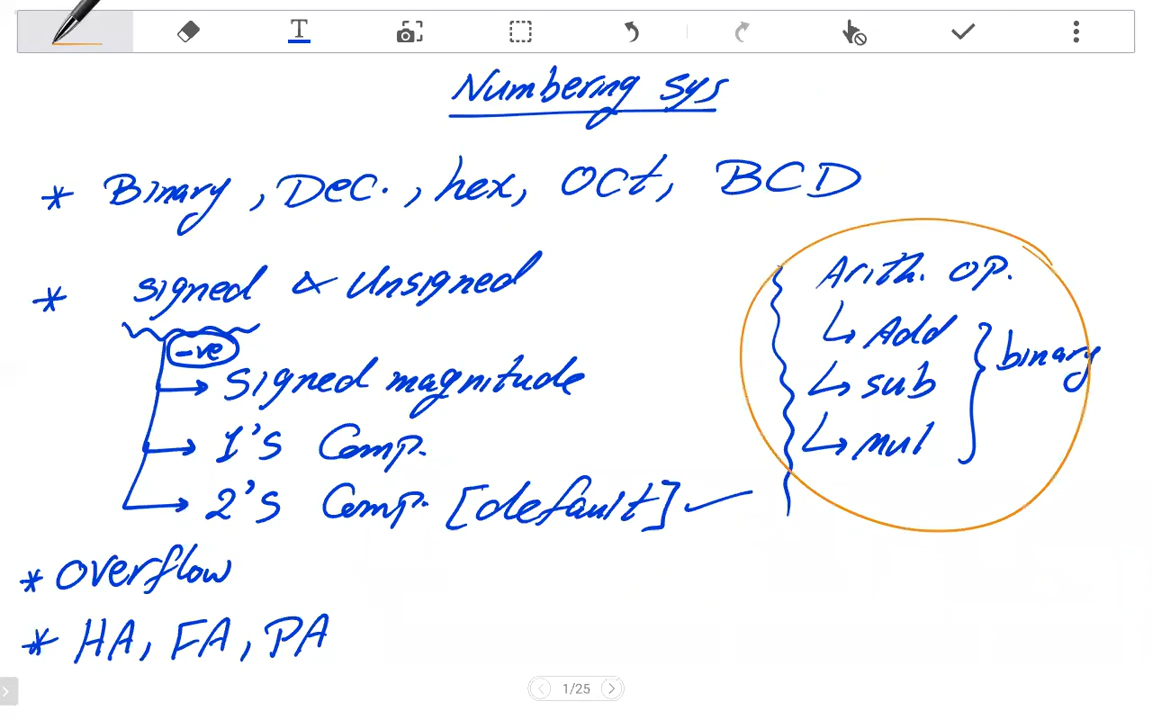 T
Numbering sys
* Binary, Dec., hex, Oct, BCD
* signed & Unsigned
-ve
→ signed magnitude
→ 1's Comp.
→ 2's Comp. [default] ✓
Arith. op.
↳ Add
↳ sub
↳ mul
} binary
* overflow
* HA, FA, PA
1/25